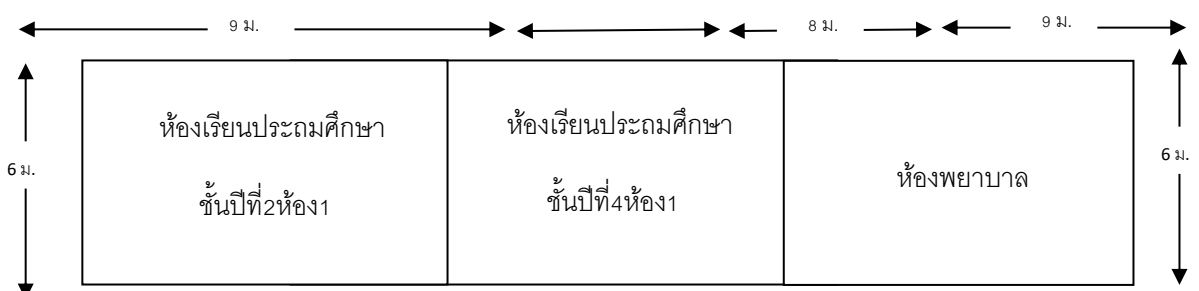 9 ม. 8 ม. 9 ม.
6 ม. 6 ม.
ห้องเรียนประถมศึกษา
ชั้นปีที่2ห้อง1
ห้องเรียนประถมศึกษา
ชั้นปีที่4ห้อง1
ห้องพยาบาล